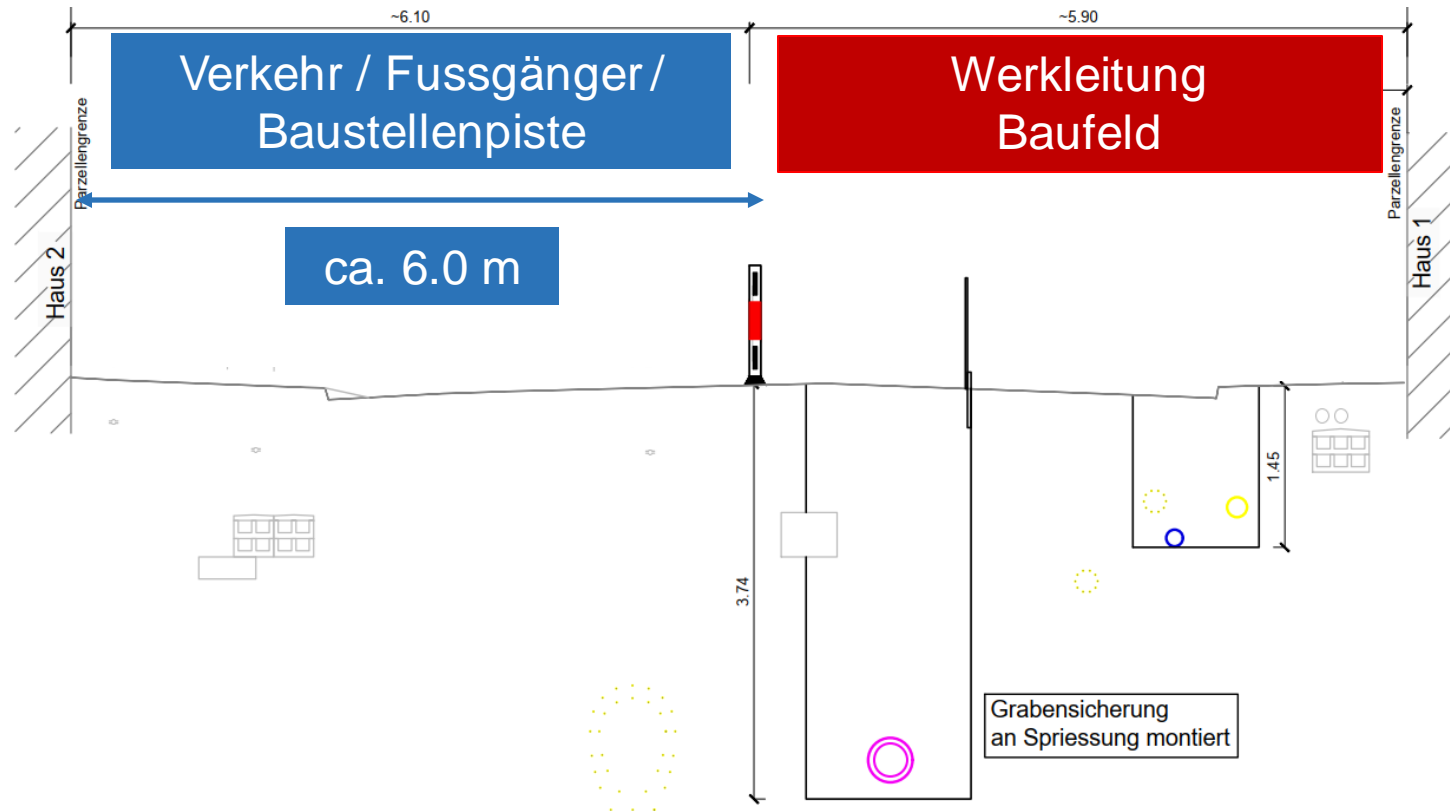 ~6.10
~5.90
Verkehr / Fussgänger /
Baustellenpiste
Werkleitung
Baufeld
Parzellengrenze
Parzellengrenze
ca. 6.0 m
Haus 2
Haus 1
1.45
3.74
Grabensicherung
an Spriessung montiert